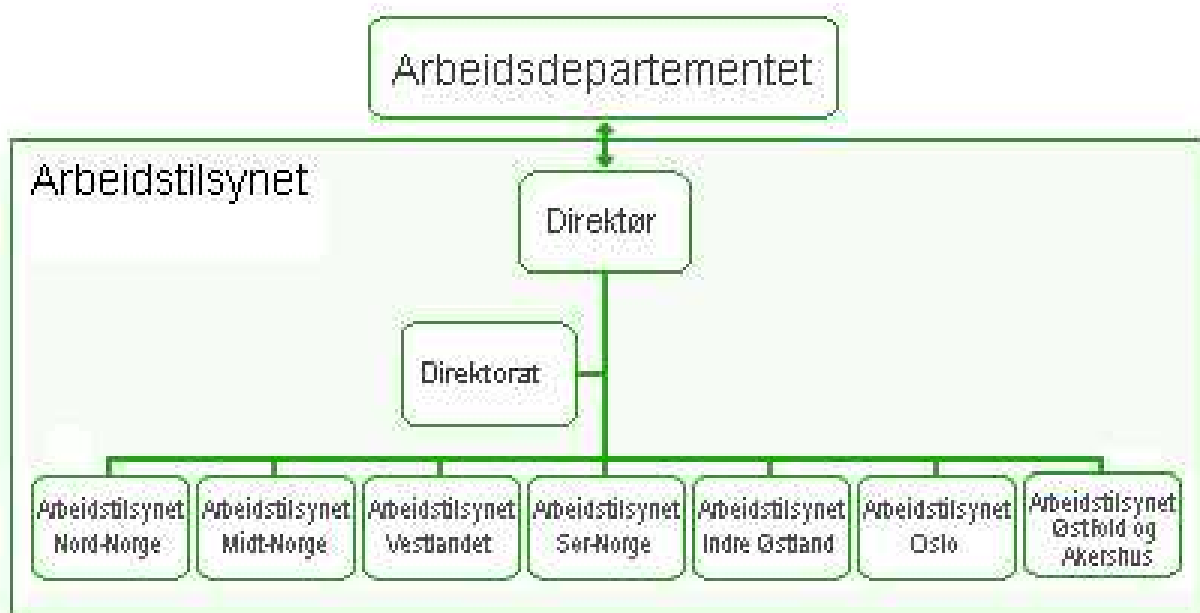 Arbeidsdepartementet
Arbeidstilsynet
Direktør
Direktorat
Arbeidstilsynet
Nord-Norge
Arbeidstilsynet
Midt-Norge
Arbeidstilsynet
Vestlandet
Arbeidstilsynet
Sør-Norge
Arbeidstilsynet
Indre Østland
Arbeidstilsynet
Oslo
Arbeidstilsynet
Østfold og
Akershus